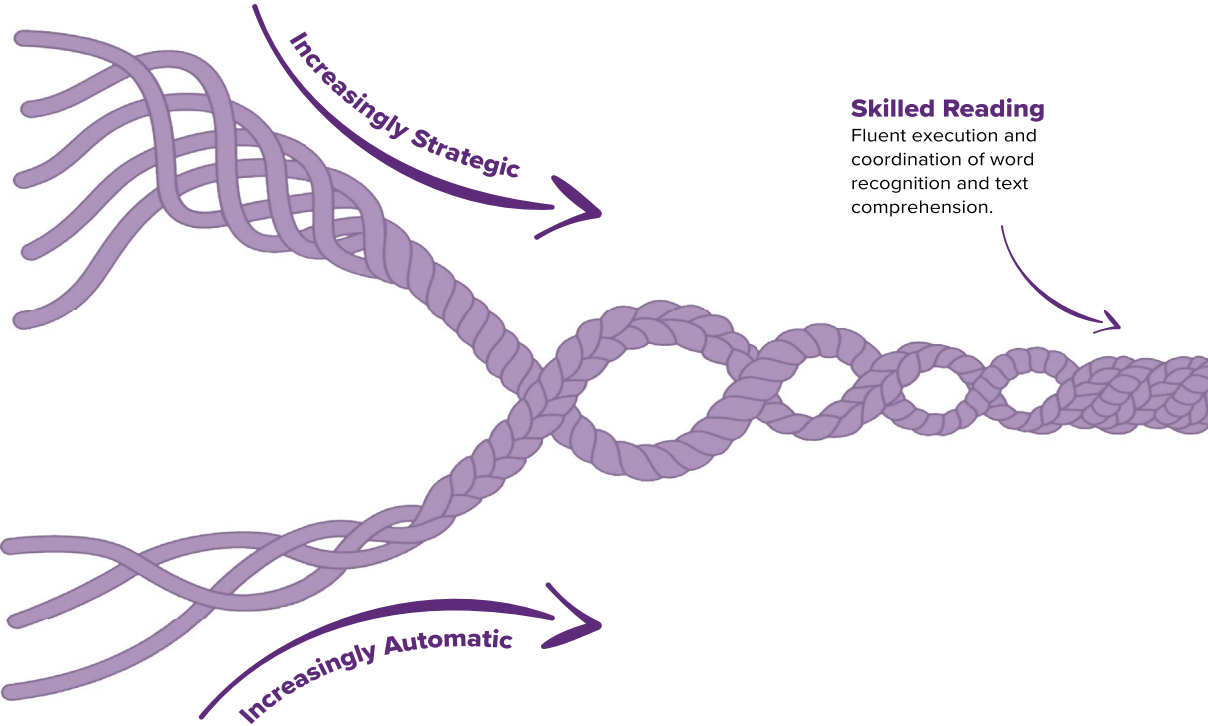 Increasingly Strategic
Skilled Reading
Fluent execution and
coordination of word
recognition and text
comprehension.
Increasingly Automatic